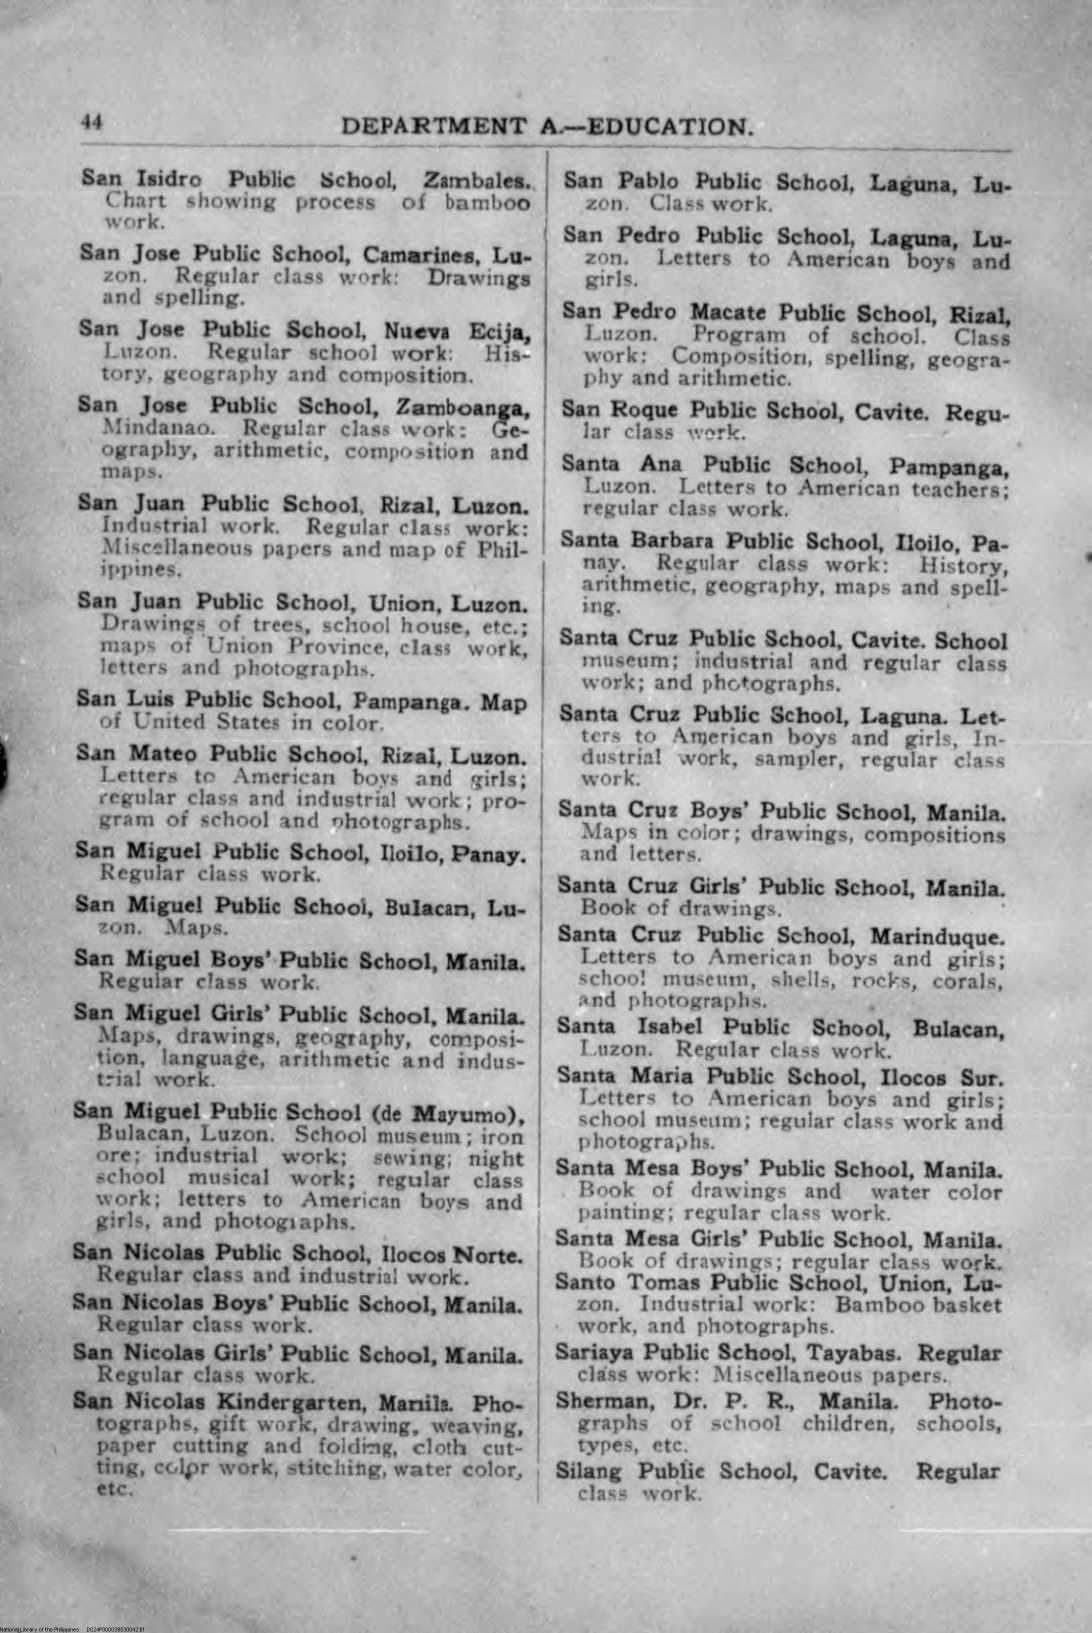 44
DEPARTMENT A.—EDUCATION.
San Isidro Public School, Zambales.
Chart showing process of bamboo
work.
San Jose Public School, Camarines, Lu-
zon. Regular class work: Drawings
and spelling.
San Jose Public School, Nueva Ecija,
Luzon. Regular school work: His-
tory, geography and composition.
San Jose Public School, Zamboanga,
Mindanao. Regular class work: Ge-
ography, arithmetic, composition and
maps.
San Juan Public School, Rizal, Luzon.
Industrial work. Regular class work:
Miscellaneous papers and map of Phil-
ippines.
San Juan Public School, Union, Luzon.
Drawings of trees, school house, etc.;
maps of Union Province, class work,
letters and photographs.
San Luis Public School, Pampanga. Map
of United States in color.
San Mateo Public School, Rizal, Luzon.
Letters to American boys and girls;
regular class and industrial work; pro-
gram of school and photographs.
San Miguel Public School, Iloilo, Panay.
Regular class work.
San Miguel Public School, Bulacan, Lu-
zon. Maps.
San Miguel Boys' Public School, Manila.
Regular class work.
San Miguel Girls' Public School, Manila.
Maps, drawings, geography, composi-
tion, language, arithmetic and indus-
trial work.
San Miguel Public School (de Mayumo),
Bulacan, Luzon. School museum; iron
ore; industrial work; sewing; night
school musical work; regular class
work; letters to American boys and
girls, and photographs.
San Nicolas Public School, Ilocos Norte.
Regular class and industrial work.
San Nicolas Boys' Public School, Manila.
Regular class work.
San Nicolas Girls' Public School, Manila.
Regular class work.
San Nicolas Kindergarten, Manila. Pho-
tographs, gift work, drawing, weaving,
paper cutting and folding, cloth cut-
ting, color work, stitching, water color,
etc.
San Pablo Public School, Laguna, Lu-
zon. Class work.
San Pedro Public School, Laguna, Lu-
zon. Letters to American boys and
girls.
San Pedro Macate Public School, Rizal,
Luzon. Program of school. Class
work: Composition, spelling, geogra-
phy and arithmetic.
San Roque Public School, Cavite. Regu-
lar class work.
Santa Ana Public School, Pampanga,
Luzon. Letters to American teachers;
regular class work.
Santa Barbara Public School, Iloilo, Pa-
nay. Regular class work: History,
arithmetic, geography, maps and spell-
ing.
Santa Cruz Public School, Cavite. School
museum; industrial and regular class
work; and photographs.
Santa Cruz Public School, Laguna. Let-
ters to American boys and girls, In-
dustrial work, sampler, regular class
work.
Santa Cruz Boys' Public School, Manila.
Maps in color; drawings, compositions
and letters.
Santa Cruz Girls' Public School, Manila.
Book of drawings.
Santa Cruz Public School, Marinduque.
Letters to American boys and girls;
school museum, shells, rocks, corals,
and photographs.
Santa Isabel Public School, Bulacan,
Luzon. Regular class work.
Santa Maria Public School, Ilocos Sur.
Letters to American boys and girls;
school museum; regular class work and
photographs.
Santa Mesa Boys' Public School, Manila.
Book of drawings and water color
painting; regular class work.
Santa Mesa Girls' Public School, Manila.
Book of drawings; regular class work.
Santo Tomas Public School, Union, Lu-
zon. Industrial work: Bamboo basket
work, and photographs.
Sariaya Public School, Tayabas. Regular
class work: Miscellaneous papers.
Sherman, Dr. P. R., Manila. Photo-
graphs of school children, schools,
types, etc.
Silang Public School, Cavite. Regular
class work.
National Library of the Philippines